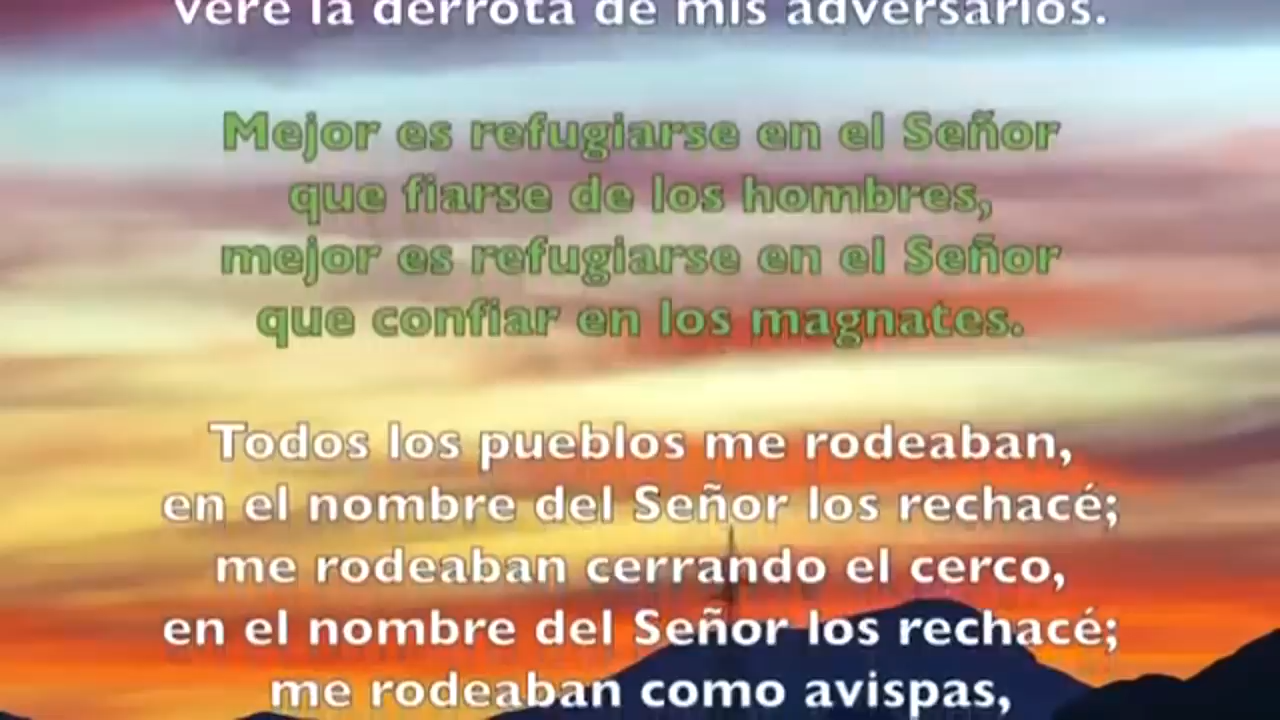 veré la derrota de mis adversarios.
Mejor es refugiarse en el Señor
que fiarse de los hombres,
mejor es refugiarse en el Señor
que confiar en los magnates.
Todos los pueblos me rodeaban,
en el nombre del Señor los rechacé;
me rodeaban cerrando el cerco,
en el nombre del Señor los rechacé;
me rodeaban como avispas,